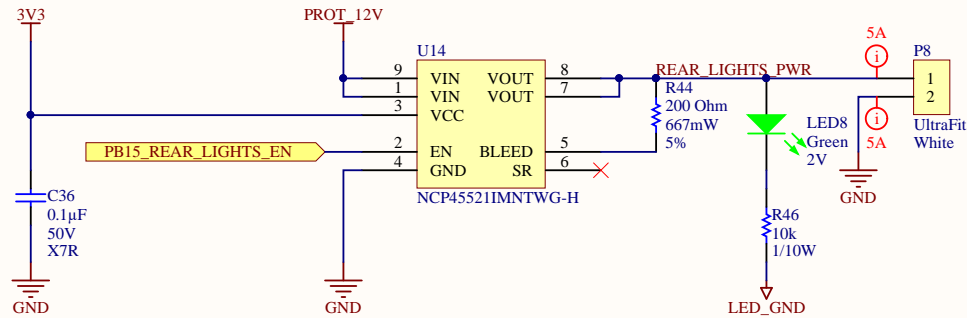 3V3
PROT_12V
U14
5A
P8
9 VIN VOUT 8
1 VIN VOUT 7
3 VCC
2 EN BLEED 5
4 GND SR 6
NCP45521IMNTWG-H
REAR_LIGHTS_PWR
R44
200 Ohm
667mW
5%
LED8
Green
2V
i
i
5A
1
2
UltraFit
White
GND
PB15_REAR_LIGHTS_EN
C36
0.1µF
50V
X7R
R46
10k
1/10W
GND
GND
LED_GND